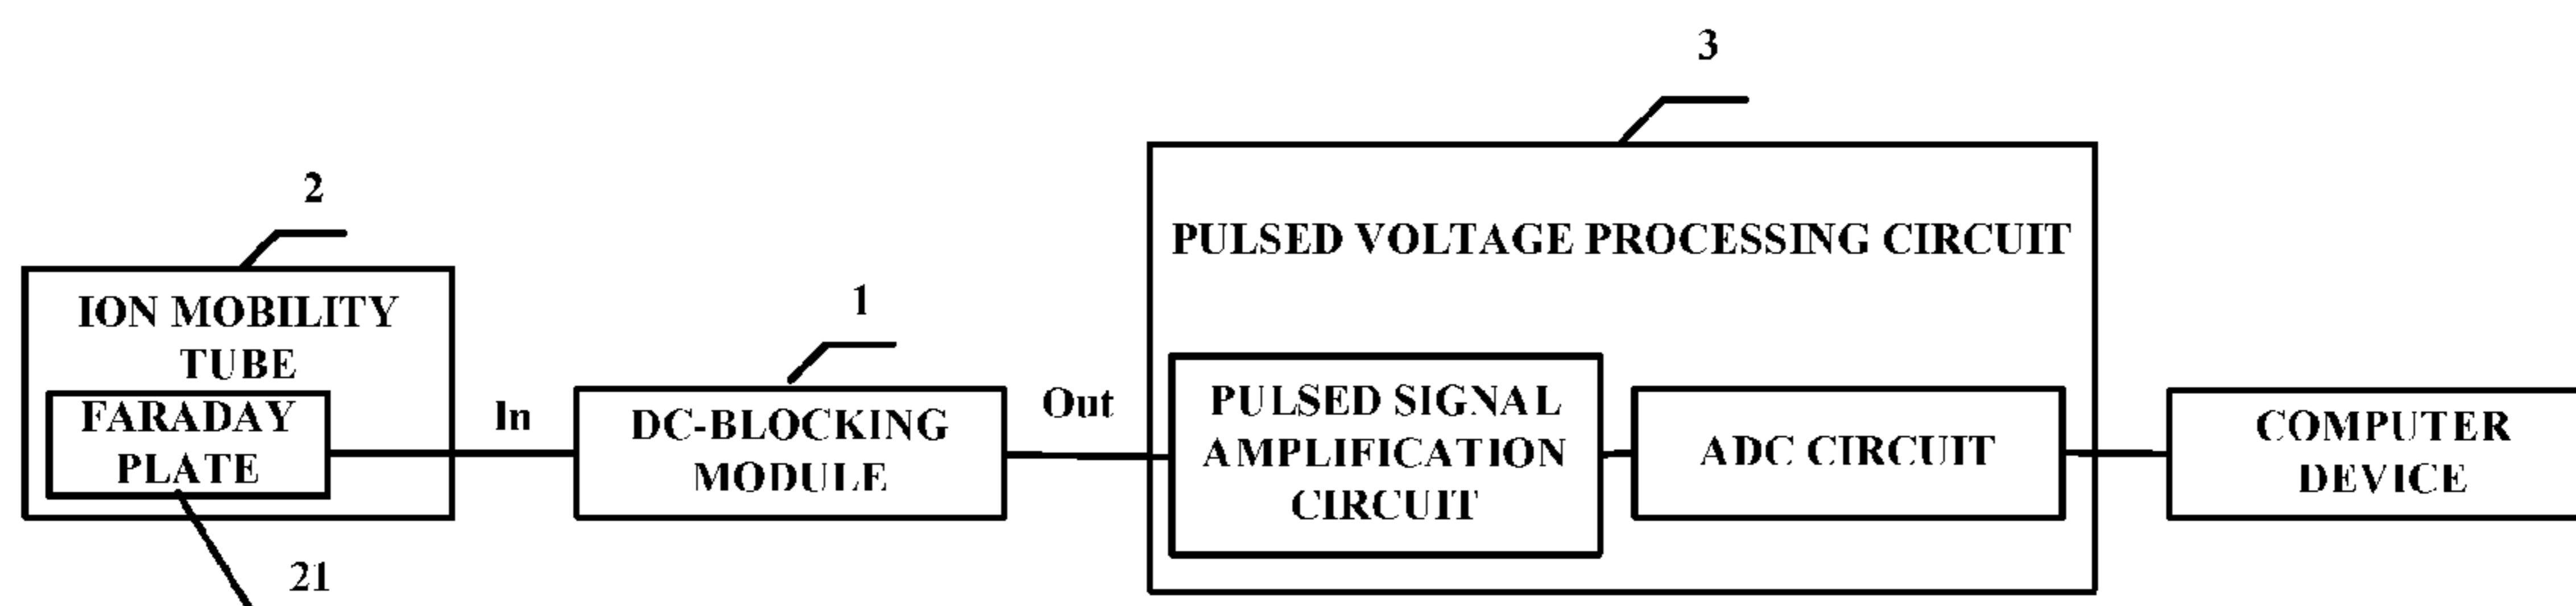 3
2
PULSED VOLTAGE PROCESSING CIRCUIT
ION MOBILITY
TUBE
1
FARADAY
PLATE
In
DC-BLOCKING
MODULE
Out
PULSED SIGNAL
AMPLIFICATION
CIRCUIT
ADC CIRCUIT
COMPUTER
DEVICE
21